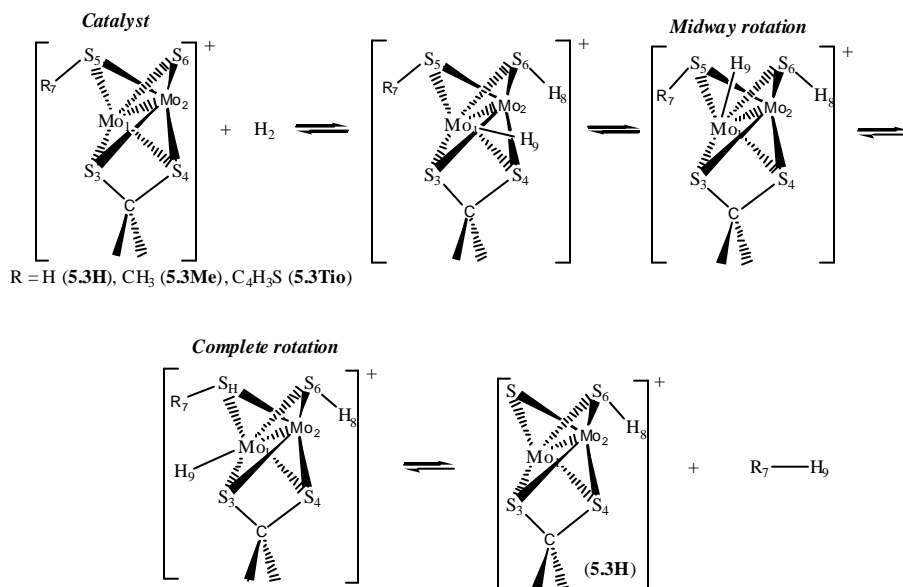 Catalyst
Midway rotation
S5 S6 + S5 S6 + S5 H9 S6 +
R7 Mo2 R7 H8 R7 H8
Mo1 + H2 Mo1 Mo2 H9 Mo1 Mo2
S3 S4 S3 S4 S3 S4
C C C
R = H (5.3H), CH3 (5.3Me), C4H3S (5.3Tio)
Complete rotation
SH S6 + S S6 +
R7 H8 H8
Mo1 Mo2 Mo1 Mo2
H9 + R7—H9
S3 S4 S3 S4
C C
(5.3H)